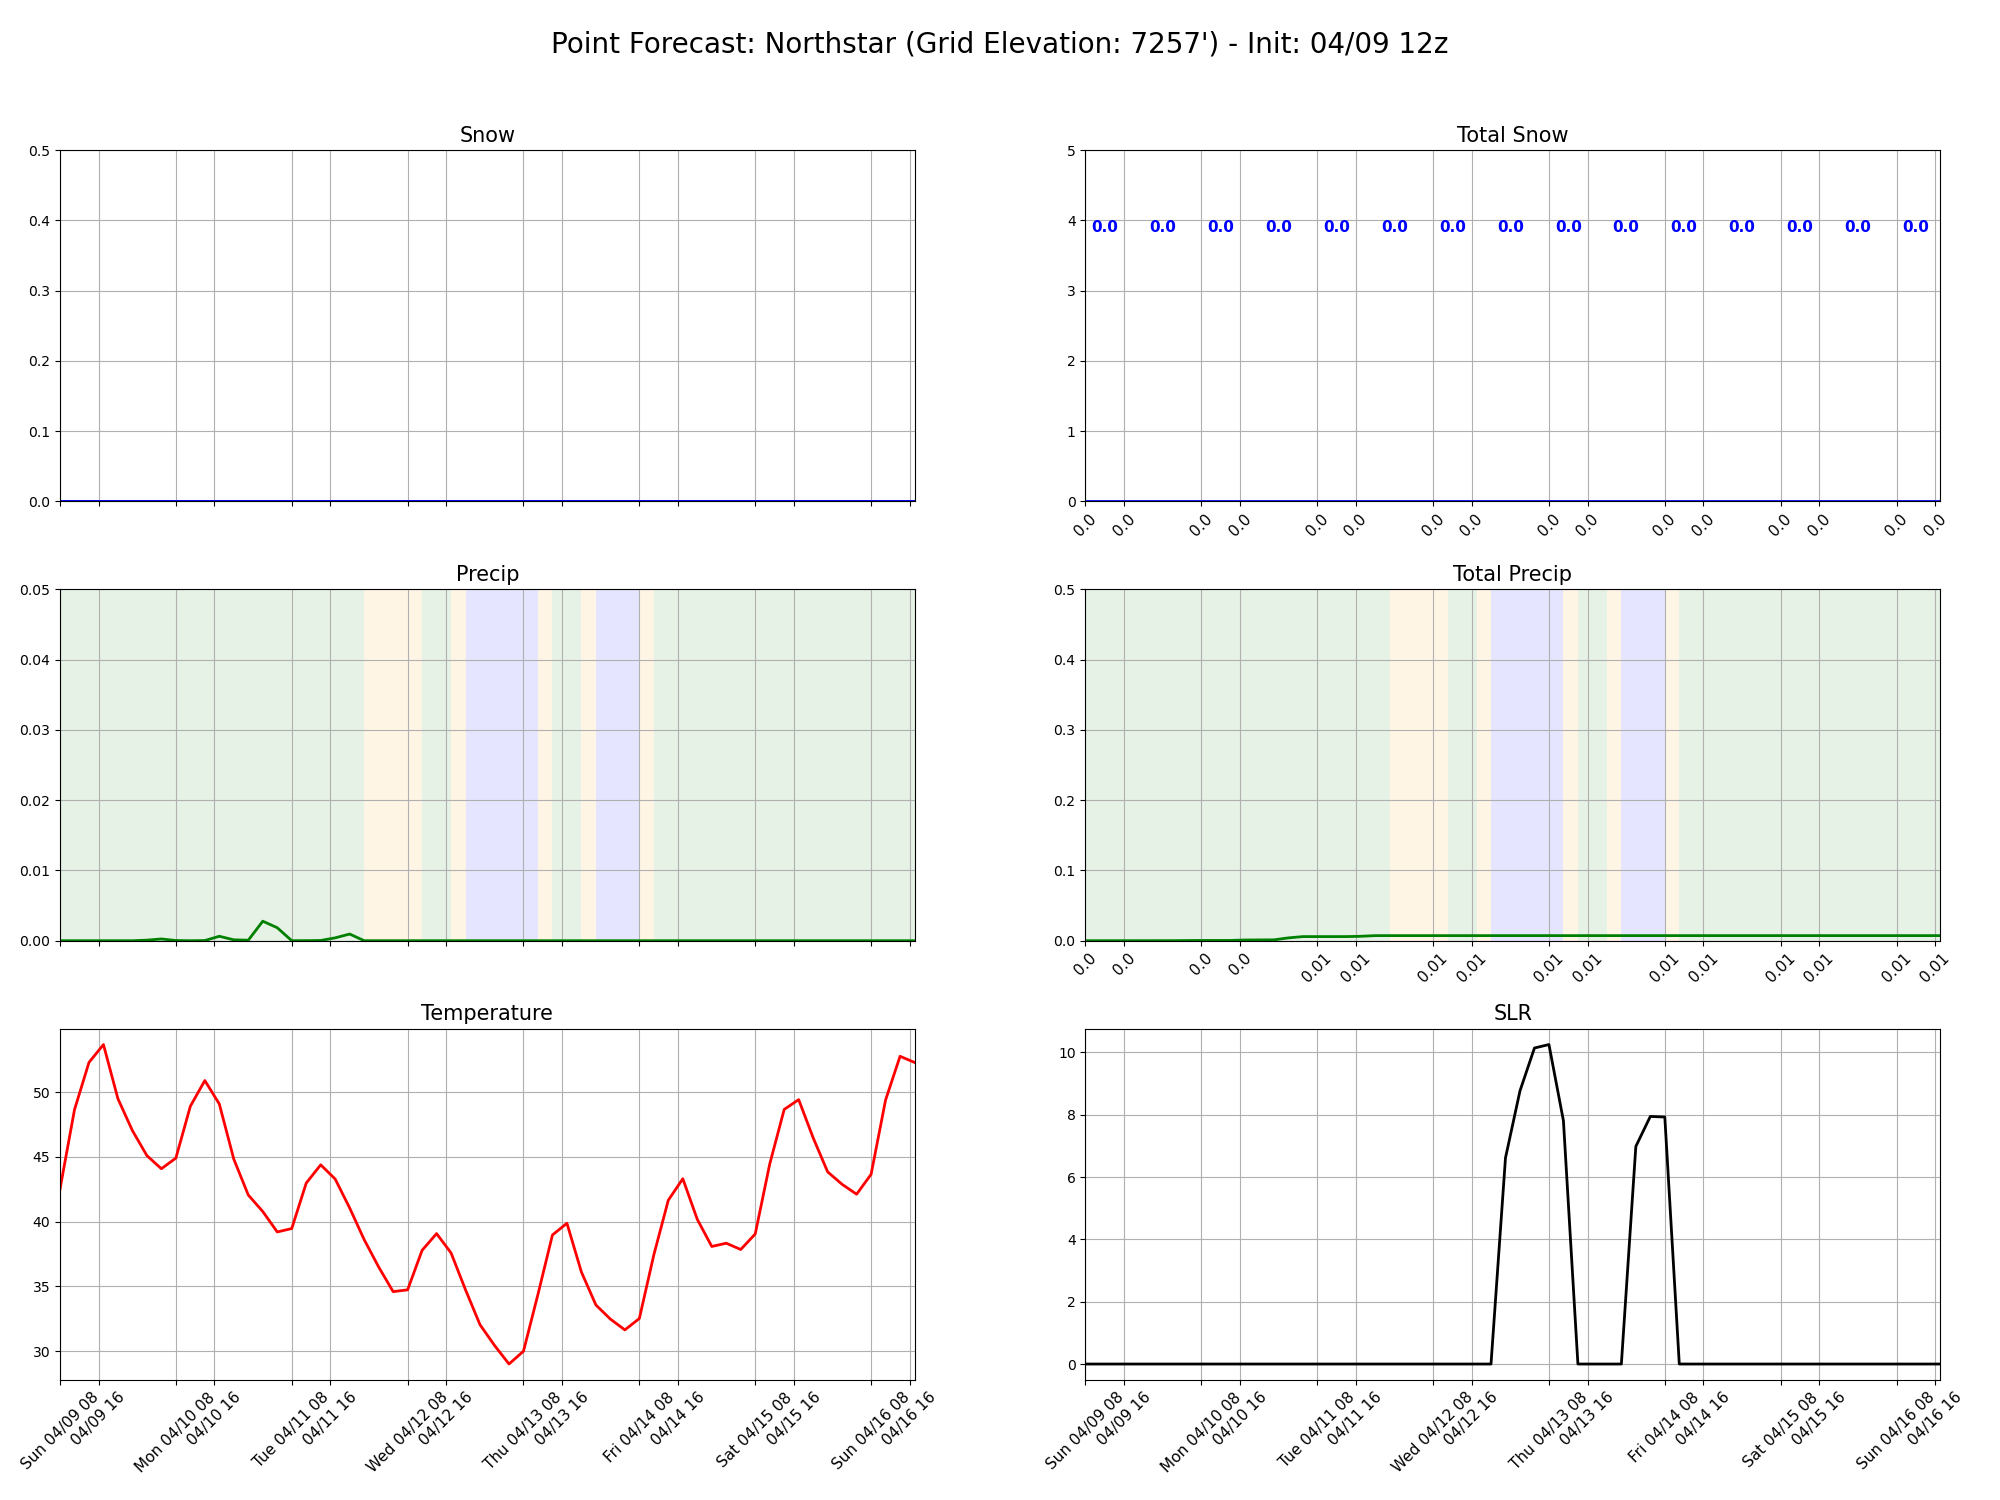 Point Forecast: Northstar (Grid Elevation: 7257') - Init: 04/09 12z
Snow
0.5
0.4
0.3
0.2
0.1
0.0
Total Snow
5
4
3
2
1
0
0.0 0.0 0.0 0.0 0.0 0.0 0.0 0.0 0.0 0.0 0.0 0.0 0.0 0.0 0.0
0.0 0.0 0.0 0.0 0.0 0.0 0.0 0.0 0.0 0.0 0.0 0.0 0.0 0.0 0.0 0.0
Precip
0.05
0.04
0.03
0.02
0.01
0.00
Total Precip
0.5
0.4
0.3
0.2
0.1
0.0
0.0 0.0 0.0 0.0 0.01 0.01 0.01 0.01 0.01 0.01 0.01 0.01 0.01 0.01 0.01 0.01
Temperature
50
45
40
35
30
Sun 04/09 08
04/09 16
Mon 04/10 08
04/10 16
Tue 04/11 08
04/11 16
Wed 04/12 08
04/12 16
Thu 04/13 08
04/13 16
Fri 04/14 08
04/14 16
Sat 04/15 08
04/15 16
Sun 04/16 08
04/16 16
SLR
10
8
6
4
2
0
Sun 04/09 08
04/09 16
Mon 04/10 08
04/10 16
Tue 04/11 08
04/11 16
Wed 04/12 08
04/12 16
Thu 04/13 08
04/13 16
Fri 04/14 08
04/14 16
Sat 04/15 08
04/15 16
Sun 04/16 08
04/16 16